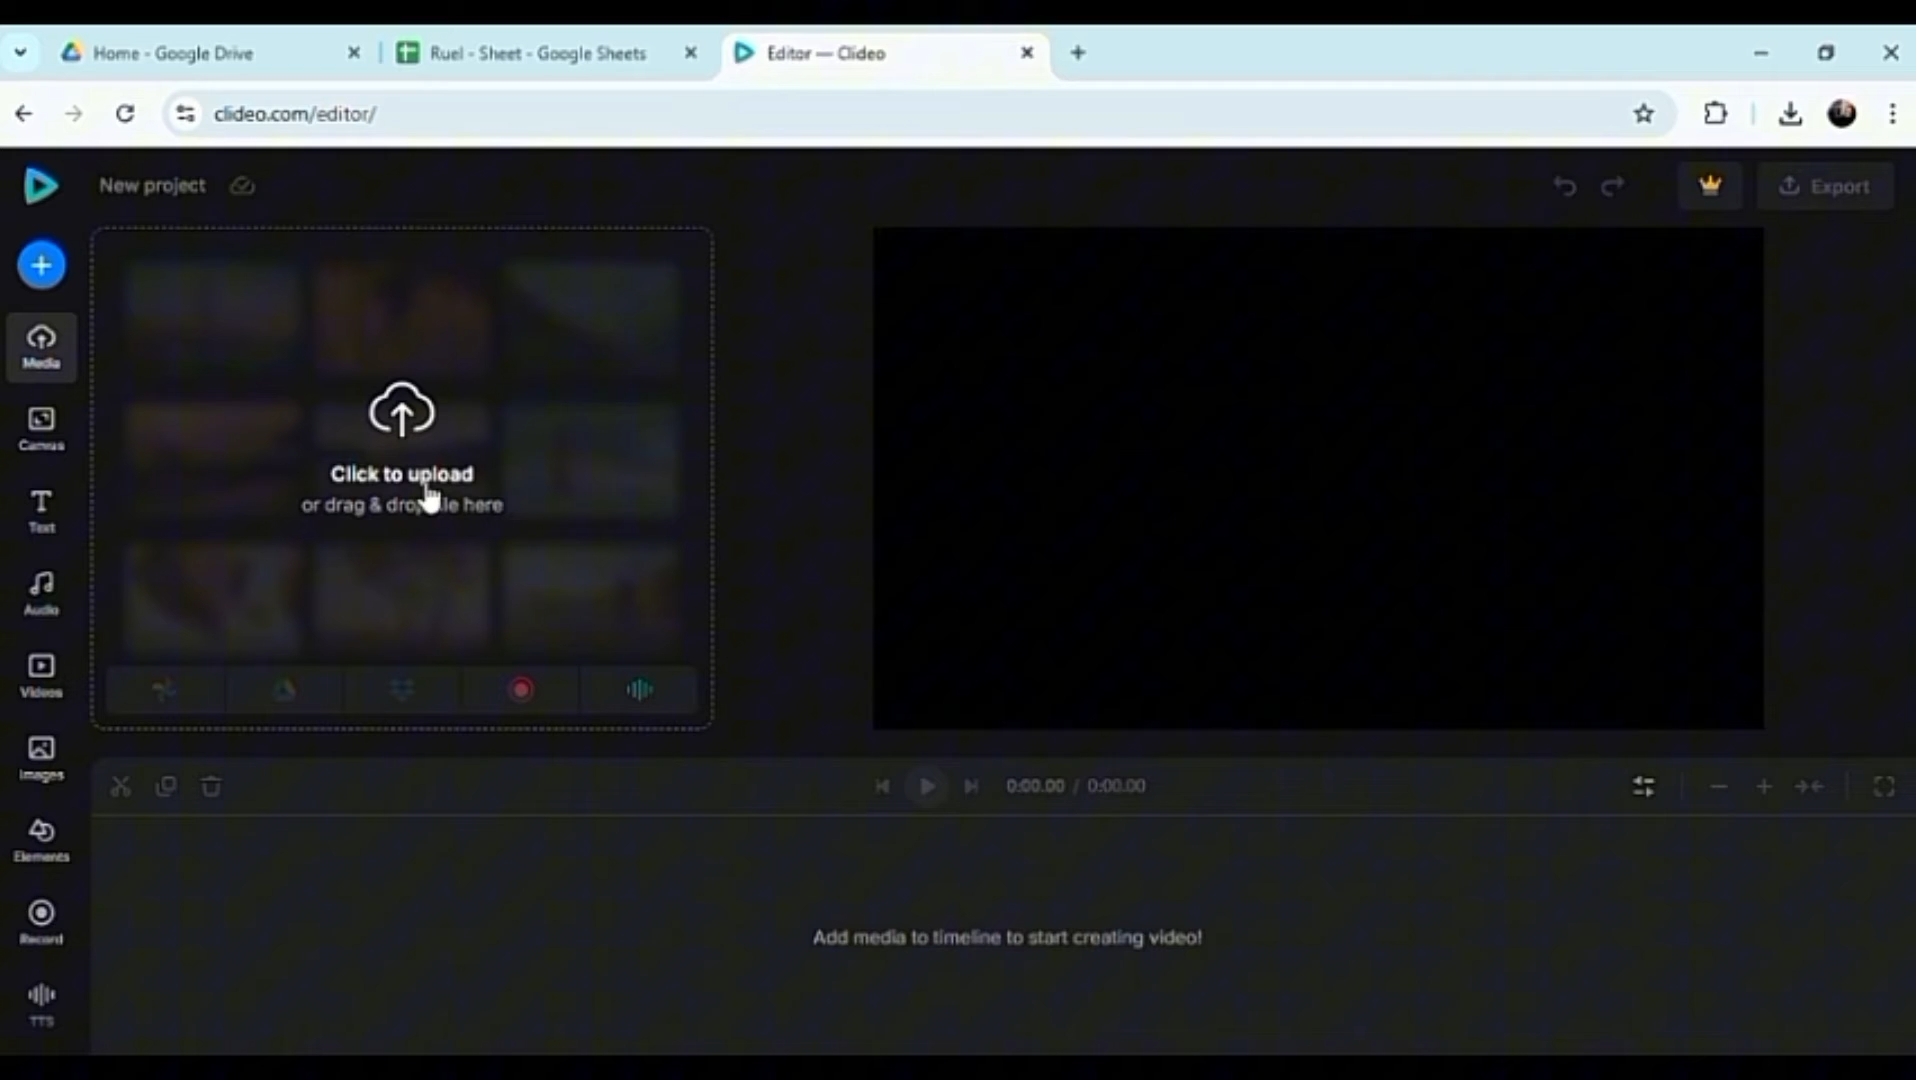 Home - Google Drive
Ruel - Sheet - Google Sheets
Editor — Clideo
clideo.com/editor/
New project
Export
Media
Canvas
Text
Audio
Videos
Images
Elements
Record
TTS
Click to upload
or drag & drop file here
0:00.00 / 0:00.00
Add media to timeline to start creating video!